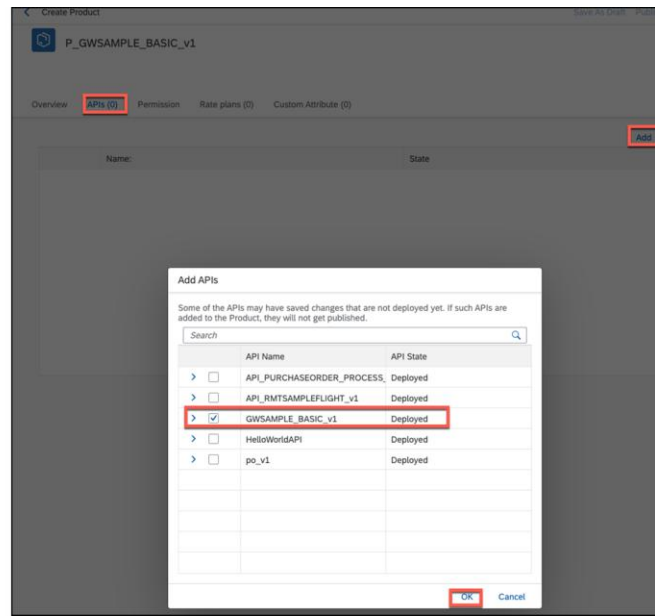 Create Product
Save As Draft
P_GWSAMPLE_BASIC_v1
Overview APIs (0) Permission Rate plans (0) Custom Attribute (0)
Add
Name: State
Add APIs
Some of the APIs may have saved changes that are not deployed yet. If such APIs are
added to the Product, they will not get published.
Search
API Name API State
API_PURCHASEORDER_PROCESS_ Deployed
API_RMTSAMPLEFLIGHT_v1 Deployed
GWSAMPLE_BASIC_v1 Deployed
HelloWorldAPI Deployed
po_v1 Deployed
OK Cancel